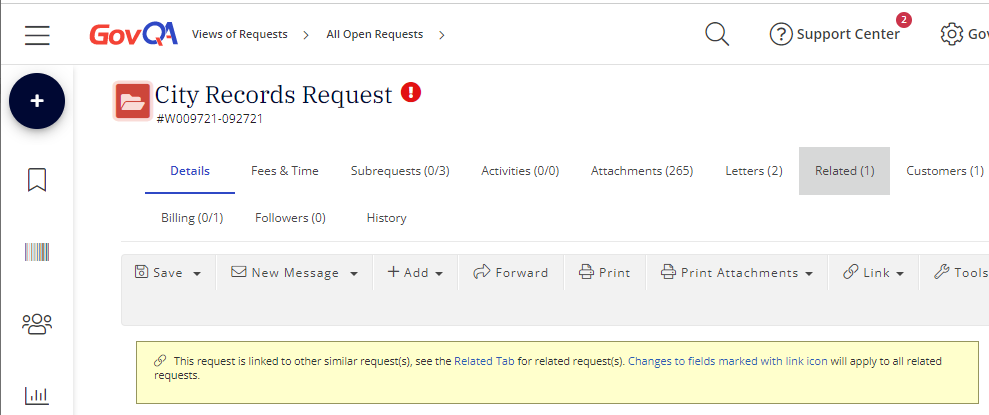 GovQA Views of Requests All Open Requests Support Center 2 Gov
City Records Request
#W009721-092721
Details Fees & Time Subrequests (0/3) Activities (0/0) Attachments (265) Letters (2) Related (1) Customers (1)
Billing (0/1) Followers (0) History
Save New Message Add Forward Print Print Attachments Link Tools
This request is linked to other similar request(s), see the Related Tab for related request(s). Changes to fields marked with link icon will apply to all related
requests.